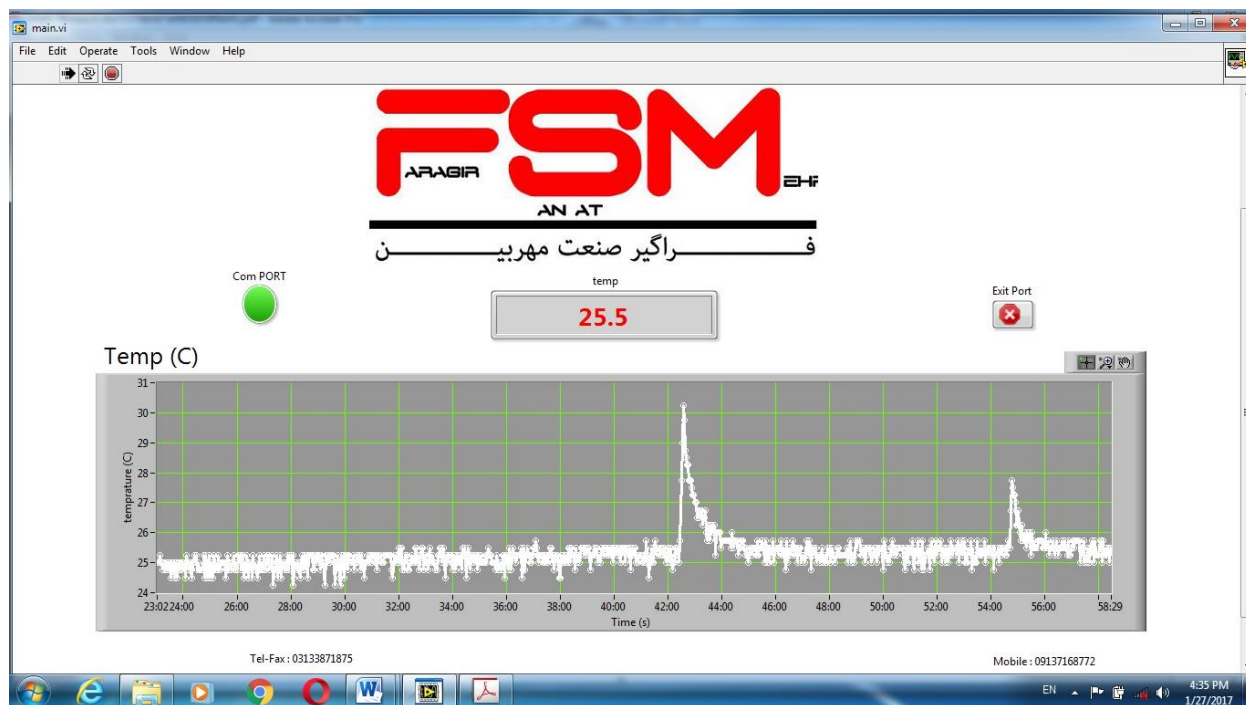 main.vi
File Edit Operate Tools Window Help
FSM
ARAGIR
EHR
AN AT
فراگیر صنعت مهربین
Com PORT
temp
Exit Port
25.5
Temp (C)
31
30
29
28
27
26
25
24
temprature (C)
23:02 24:00 26:00 28:00 30:00 32:00 34:00 36:00 38:00 40:00 42:00 44:00 46:00 48:00 50:00 52:00 54:00 56:00 58:29
Time (s)
Tel-Fax : 03133871875
Mobile : 09137168772
EN
4:35 PM
1/27/2017